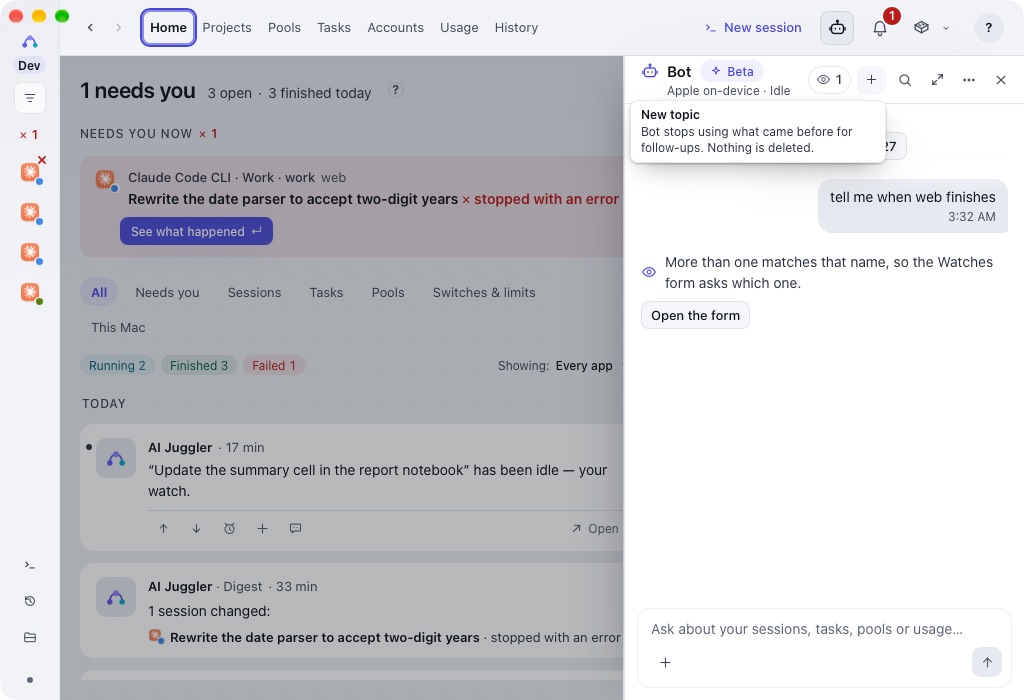 Home
Projects
Pools
Tasks
Accounts
Usage
History
New session
1
?
Dev
× 1
1 needs you
3 open · 3 finished today
?
NEEDS YOU NOW × 1
Claude Code CLI · Work · work web
Rewrite the date parser to accept two-digit years × stopped with an error
See what happened
All
Needs you
Sessions
Tasks
Pools
Switches & limits
This Mac
Running 2
Finished 3
Failed 1
Showing: Every app
TODAY
AI Juggler · 17 min
“Update the summary cell in the report notebook” has been idle — your
watch.
Open
AI Juggler · Digest · 33 min
1 session changed:
Rewrite the date parser to accept two-digit years · stopped with an error
Bot
Beta
Apple on-device · Idle
1
New topic
Bot stops using what came before for
follow-ups. Nothing is deleted.
27
tell me when web finishes
3:32 AM
More than one matches that name, so the Watches
form asks which one.
Open the form
Ask about your sessions, tasks, pools or usage…